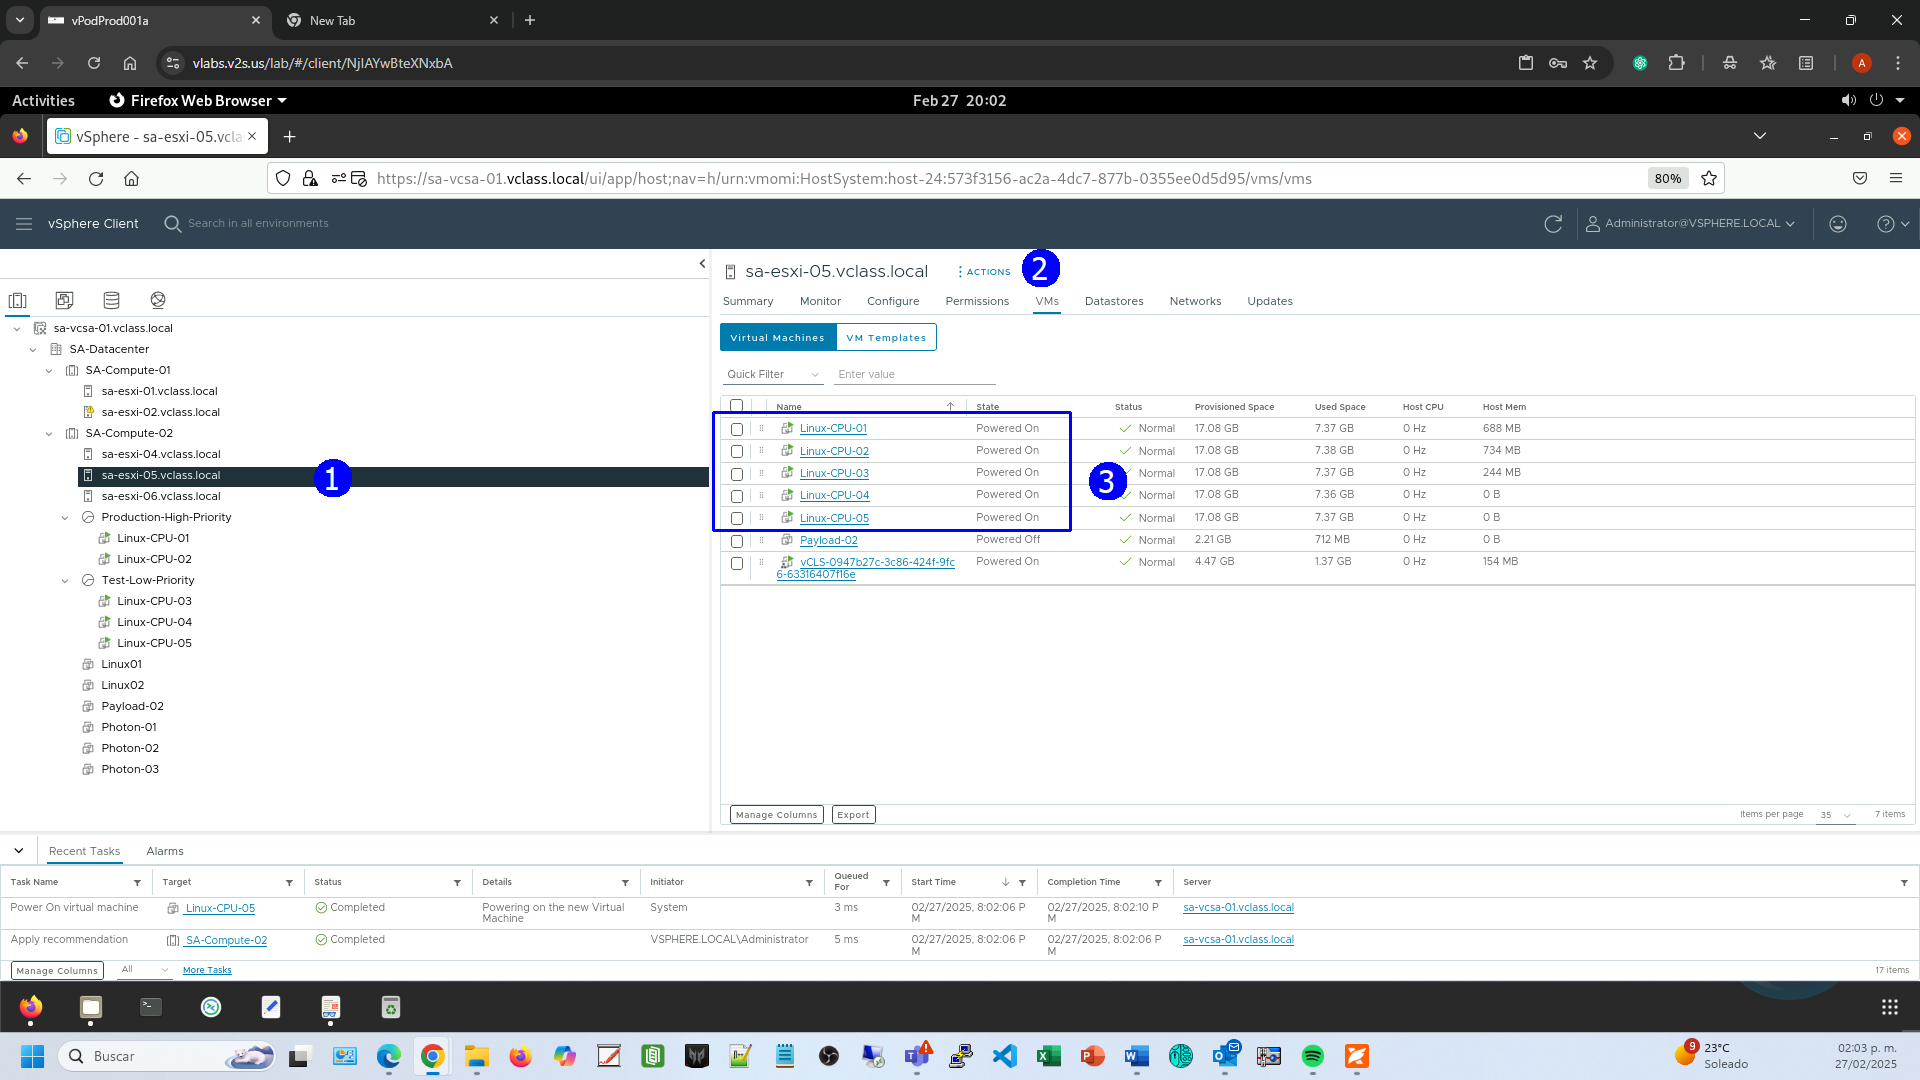 vPodProd001a
New Tab
vlabs.v2s.us/lab/#/client/NjIAYwBteXNxbA
A
Activities
Firefox Web Browser
Feb 27 20:02
vSphere - sa-esxi-05.vcla
https://sa-vcsa-01.vclass.local/ui/app/host;nav=h/urn:vmomi:HostSystem:host-24:573f3156-ac2a-4dc7-877b-0355ee0d5d95/vms/vms
80%
vSphere Client
Search in all environments
Administrator@VSPHERE.LOCAL
sa-vcsa-01.vclass.local
SA-Datacenter
SA-Compute-01
sa-esxi-01.vclass.local
sa-esxi-02.vclass.local
SA-Compute-02
sa-esxi-04.vclass.local
sa-esxi-05.vclass.local
1
sa-esxi-06.vclass.local
Production-High-Priority
Linux-CPU-01
Linux-CPU-02
Test-Low-Priority
Linux-CPU-03
Linux-CPU-04
Linux-CPU-05
Linux01
Linux02
Payload-02
Photon-01
Photon-02
Photon-03
sa-esxi-05.vclass.local
ACTIONS
2
Summary Monitor Configure Permissions VMs Datastores Networks Updates
Virtual Machines VM Templates
Quick Filter Enter value
Name State Status Provisioned Space Used Space Host CPU Host Mem
Linux-CPU-01 Powered On Normal 17.08 GB 7.37 GB 0 Hz 688 MB
Linux-CPU-02 Powered On Normal 17.08 GB 7.38 GB 0 Hz 734 MB
Linux-CPU-03 Powered On Normal 17.08 GB 7.37 GB 0 Hz 244 MB
3
Linux-CPU-04 Powered On Normal 17.08 GB 7.36 GB 0 Hz 0 B
Linux-CPU-05 Powered On Normal 17.08 GB 7.37 GB 0 Hz 0 B
Payload-02 Powered Off Normal 2.21 GB 712 MB 0 Hz 0 B
vCLS-0947b27c-3c86-424f-9fc Powered On Normal 4.47 GB 1.37 GB 0 Hz 154 MB
6-63316407f16e
Manage Columns Export
Items per page 35 7 items
Recent Tasks Alarms
Task Name Target Status Details Initiator Queued For Start Time Completion Time Server
Power On virtual machine Linux-CPU-05 Completed Powering on the new Virtual System 3 ms 02/27/2025, 8:02:06 P 02/27/2025, 8:02:10 P sa-vcsa-01.vclass.local
Machine M M
Apply recommendation SA-Compute-02 Completed VSPHERE.LOCAL\Administrator 5 ms 02/27/2025, 8:02:06 P 02/27/2025, 8:02:06 P sa-vcsa-01.vclass.local
M M
Manage Columns All More Tasks 17 items
Buscar
9
23°C
Soleado
02:03 p. m.
27/02/2025